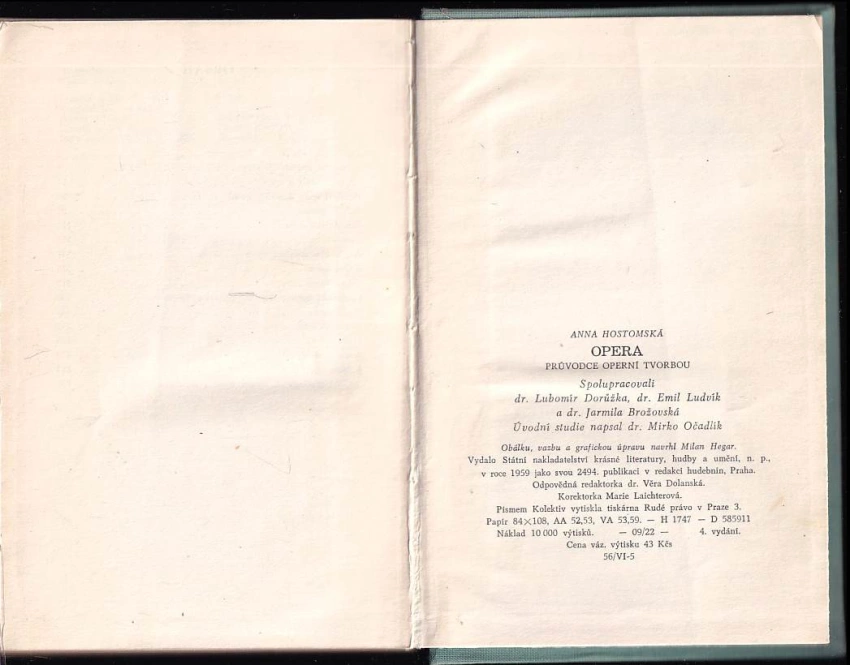 ANNA HOSTOMSKÁ
OPERA
PRŮVODCE OPERNÍ TVORBOU
Spolupracovali
dr. Lubomír Dorůžka, dr. Emil Ludvík
a dr. Jarmila Brožovská
Úvodní studie napsal dr. Mirko Očadlík
Obálku, vazbu a grafickou úpravu navrhl Milan Hegar.
Vydalo Státní nakladatelství krásné literatury, hudby a umění, n. p.,
v roce 1959 jako svou 2494. publikaci v redakci hudebnin, Praha.
Odpovědná redaktorka dr. Věra Dolanská.
Korektorka Marie Laichterová.
Písmem Kolektiv vytiskla tiskárna Rudé právo v Praze 3.
Papír 84×108, AA 52,53, VA 53,59. — H 1747 — D 585911
Náklad 10 000 výtisků. — 09/22 — 4. vydání.
Cena váz. výtisku 43 Kčs
56/VI-5